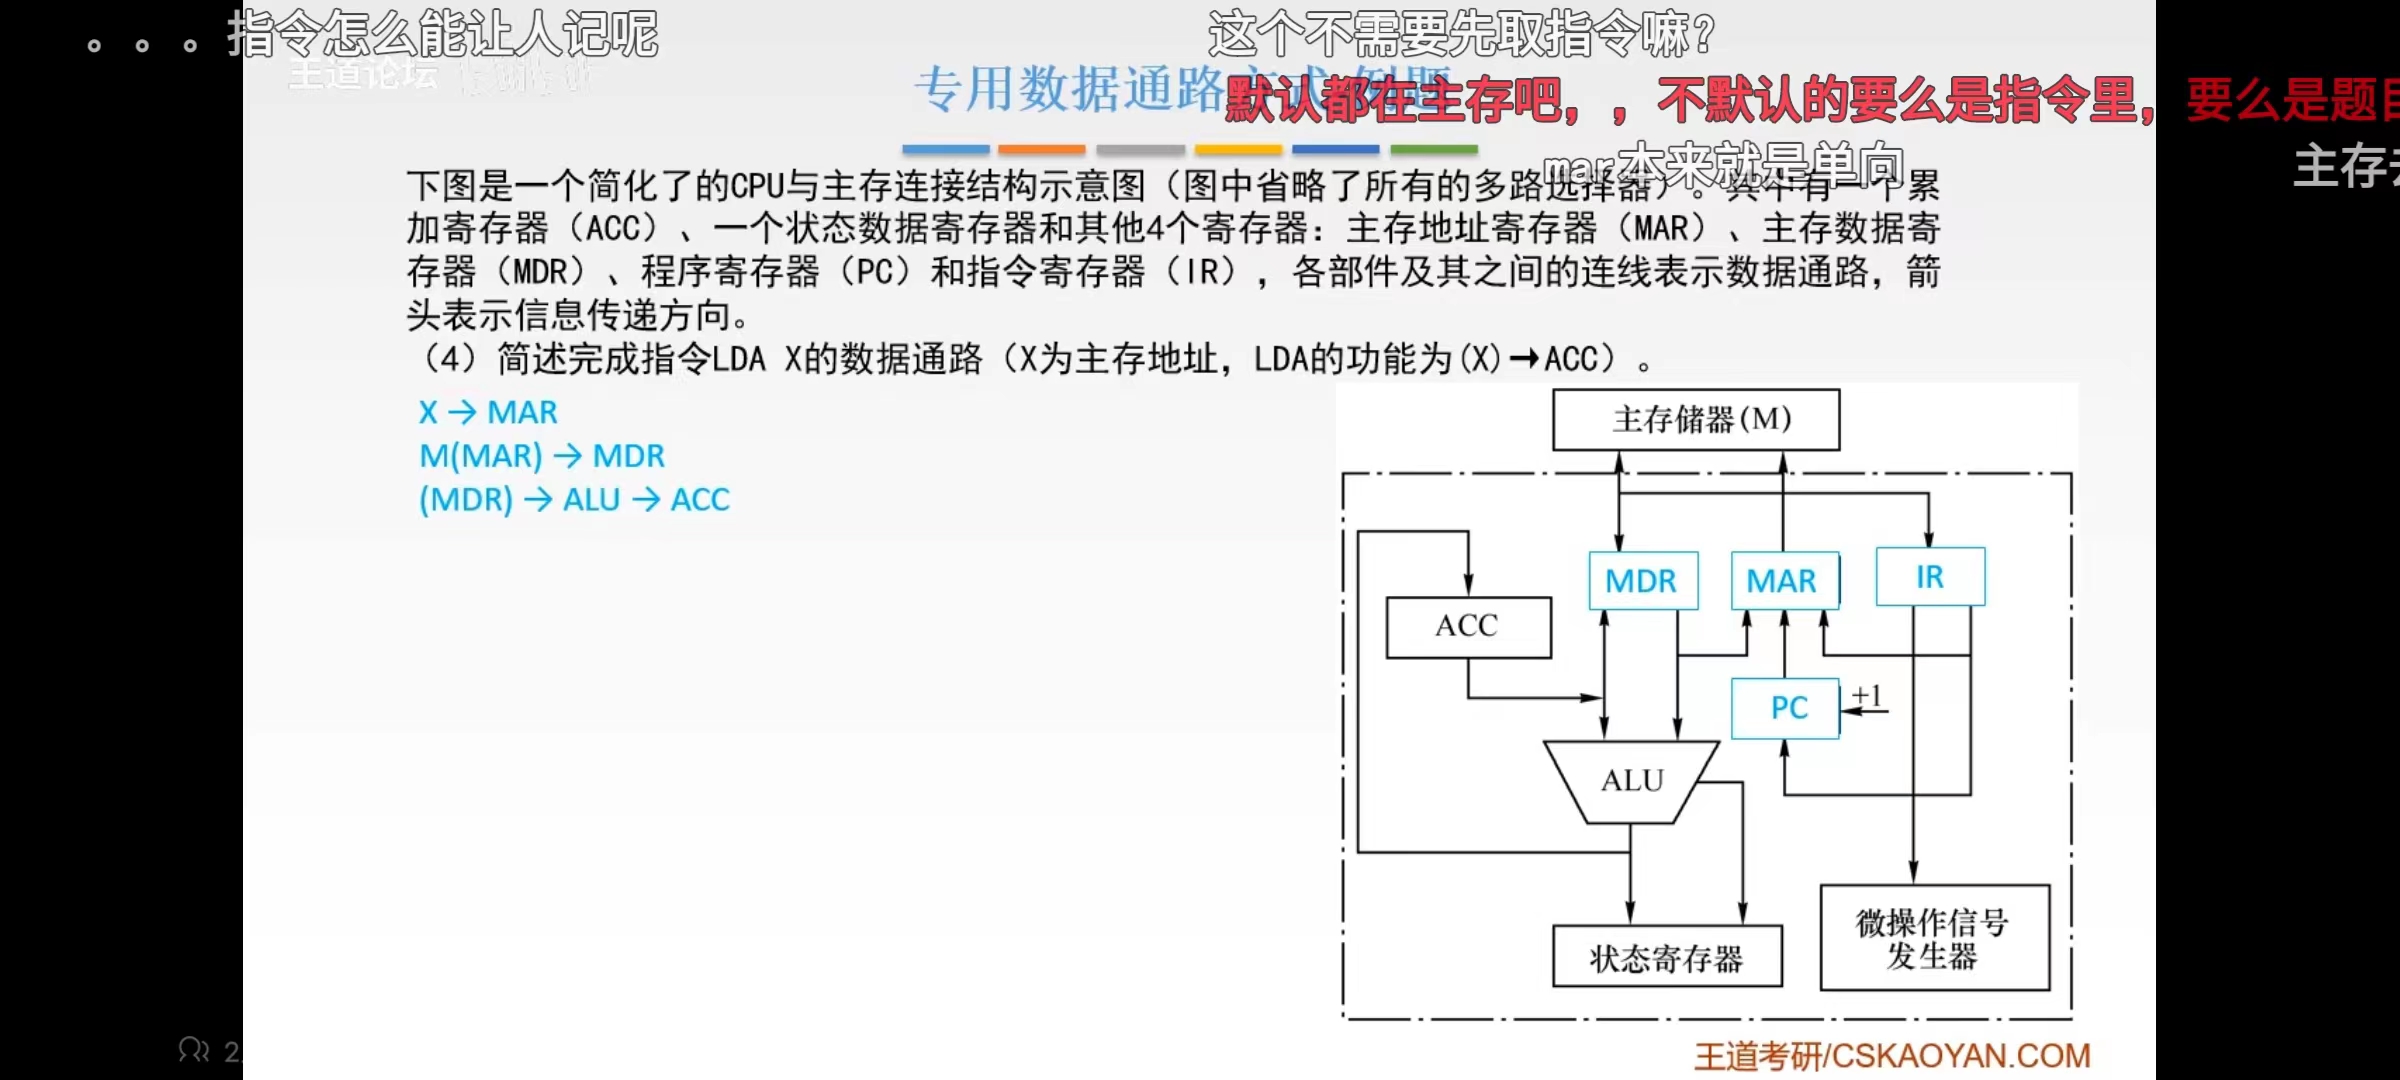 。。。指令怎么能让人记呢
这个不需要先取指令嘛？
王道论坛
专用数据通路方式 例题
默认都在主存吧，，不默认的要么是指令里，要么是题目
mar本来就是单向
主存
下图是一个简化了的CPU与主存连接结构示意图（图中省略了所有的多路选择器）。其中有一个累
加寄存器（ACC）、一个状态数据寄存器和其他4个寄存器：主存地址寄存器（MAR）、主存数据寄
存器（MDR）、程序寄存器（PC）和指令寄存器（IR），各部件及其之间的连线表示数据通路，箭
头表示信息传递方向。
（4）简述完成指令LDA X的数据通路（X为主存地址，LDA的功能为(X)→ACC）。
X → MAR
M(MAR) → MDR
(MDR) → ALU → ACC
主存储器(M)
MDR
MAR
IR
ACC
PC
+1
ALU
微操作信号
发生器
状态寄存器
2
王道考研/CSKAOYAN.COM